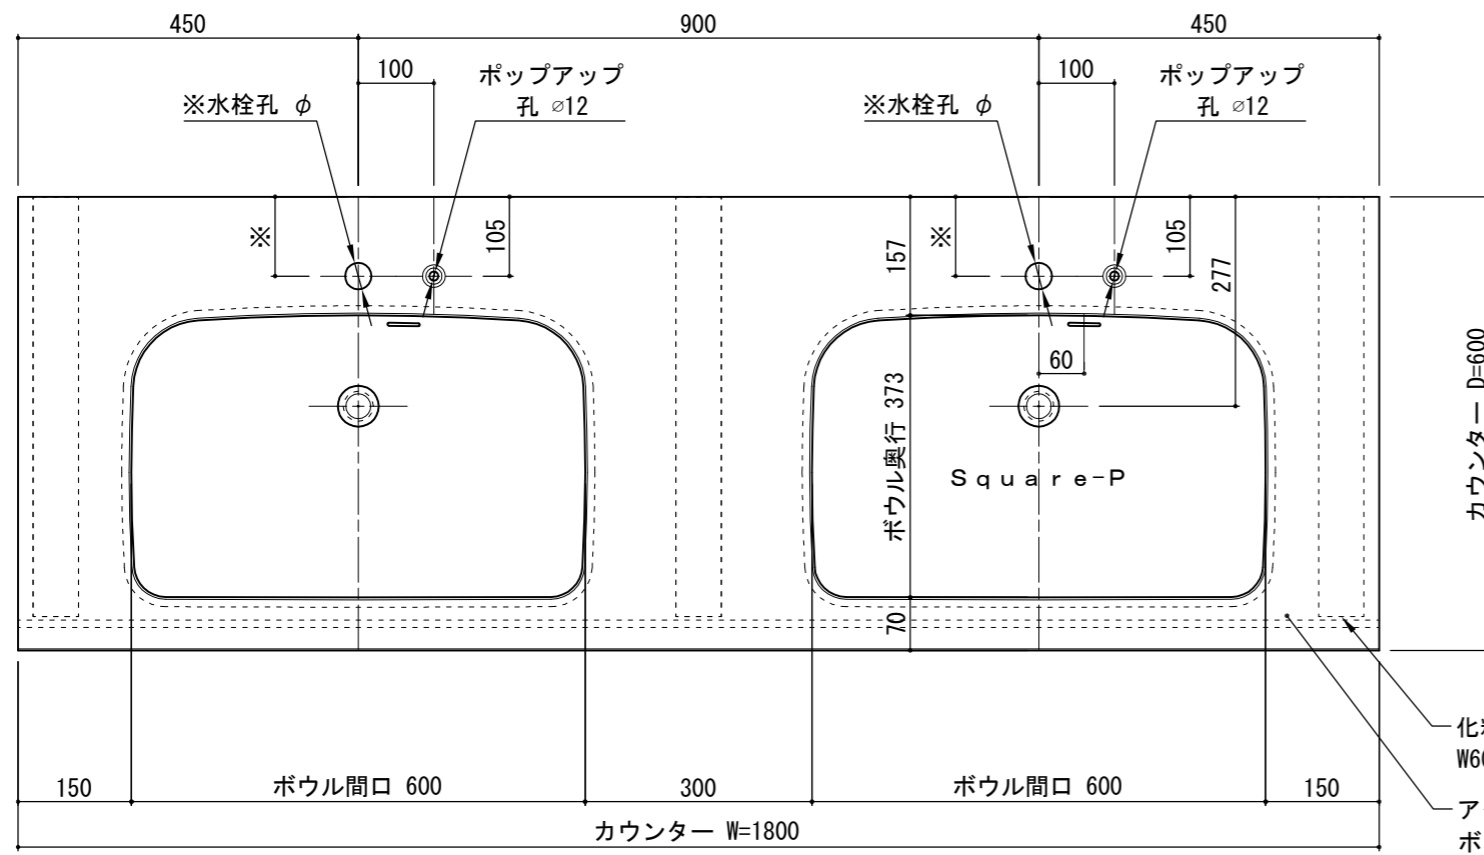 450
900
450
100
ポップアップ
孔 ⌀12
※水栓孔 φ
100
ポップアップ
孔 ⌀12
※水栓孔 φ
※
105
157
※
105
277
60
ボウル奥行 373
Square-P
カウンター D=600
70
150
ボウル間口 600
300
ボウル間口 600
150
カウンター W=1800